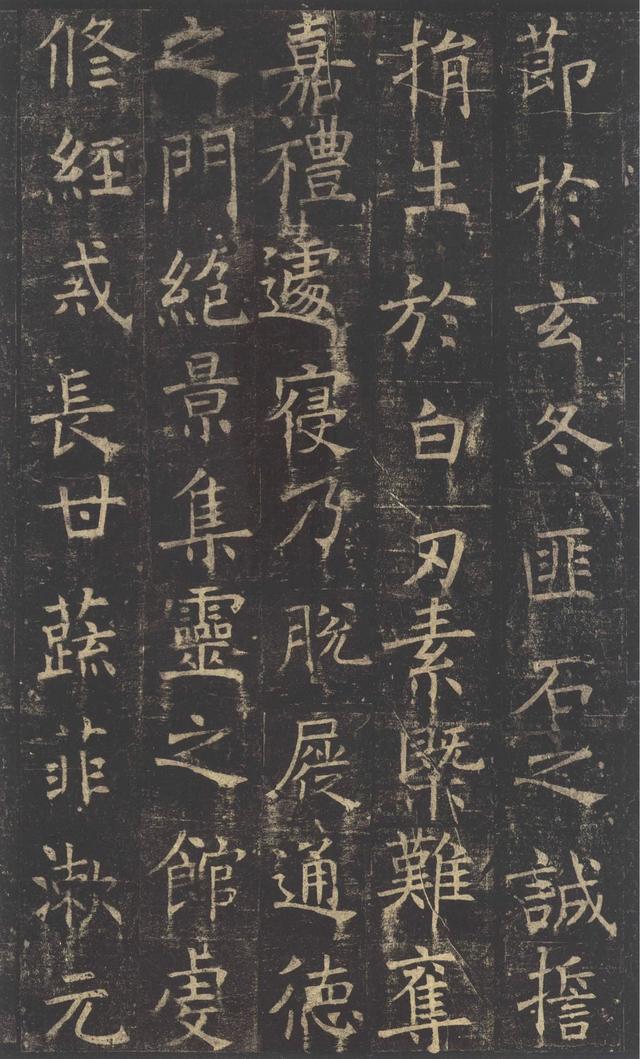 節於玄冬匪石之誠擔
捐生於白刃素槩難奪
嘉禮遽寢乃脫屣通德
之門絕景集靈之館虔
修經戒長甘蔬菲漱元